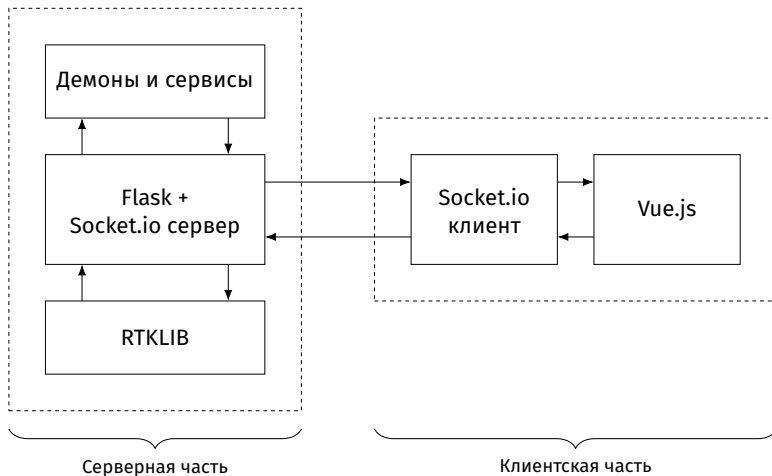 Демоны и сервисы
Flask +
Socket.io сервер
Socket.io
клиент
Vue.js
RTKLIB
Серверная часть
Клиентская часть